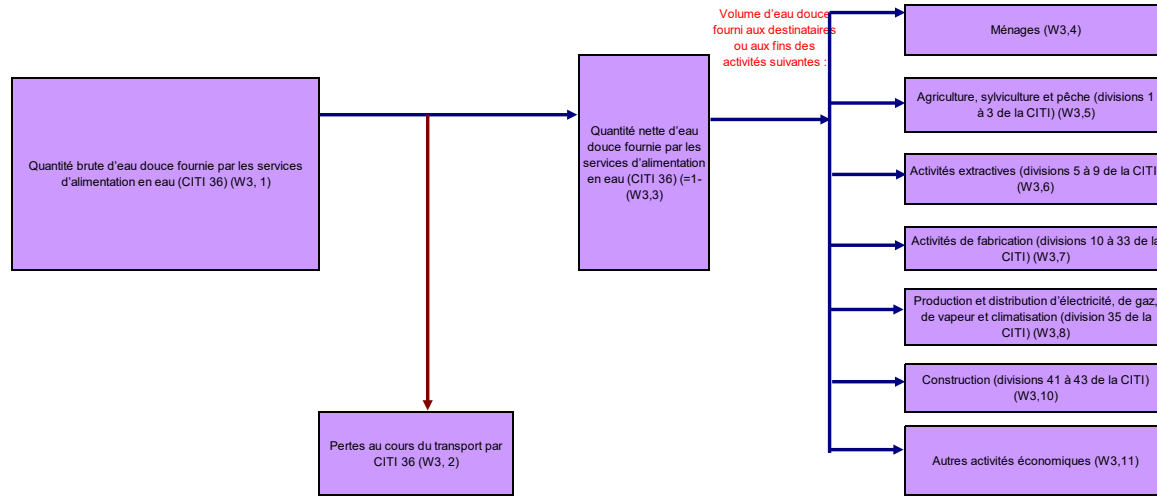 Volume d'eau douce
fourni aux destinataires
ou aux fins des
activités suivantes :
Ménages (W3,4)
Agriculture, sylviculture et pêche (divisions 1
à 3 de la CITI) (W3,5)
Quantité brute d'eau douce fournie par les services
d'alimentation en eau (CITI 36) (W3, 1)
Quantité nette d'eau
douce fournie par les
services d'alimentation
en eau (CITI 36) (=1-
(W3,3)
Activités extractives (divisions 5 à 9 de la CITI
(W3,6)
Activités de fabrication (divisions 10 à 33 de la
CITI) (W3,7)
Production et distribution d'électricité, de gaz,
de vapeur et climatisation (division 35 de la
CITI) (W3,8)
Construction (divisions 41 à 43 de la CITI)
(W3,10)
Pertes au cours du transport par
CITI 36 (W3, 2)
Autres activités économiques (W3,11)